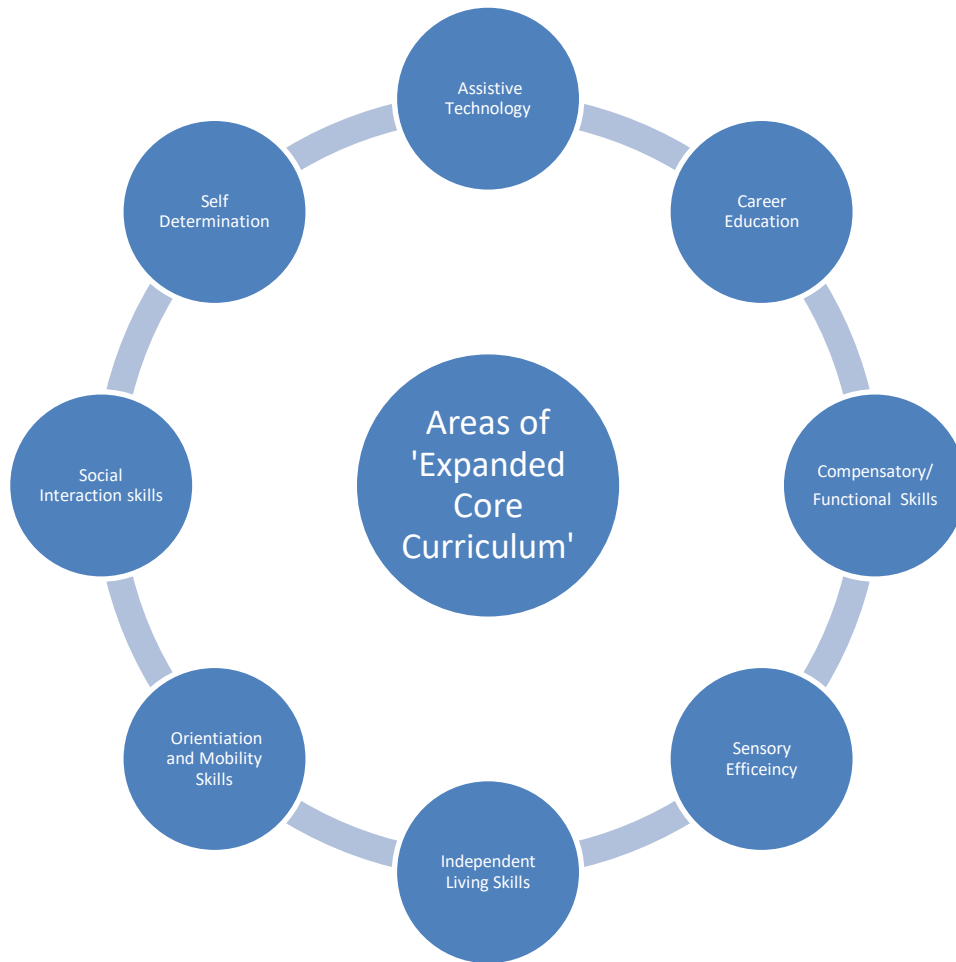 Assistive
Technology
Career
Education
Compensatory/
Functional Skills
Sensory
Efficeincy
Independent
Living Skills
Orientiation
and Mobility
Skills
Social
Interaction skills
Self
Determination
Areas of
'Expanded
Core
Curriculum'